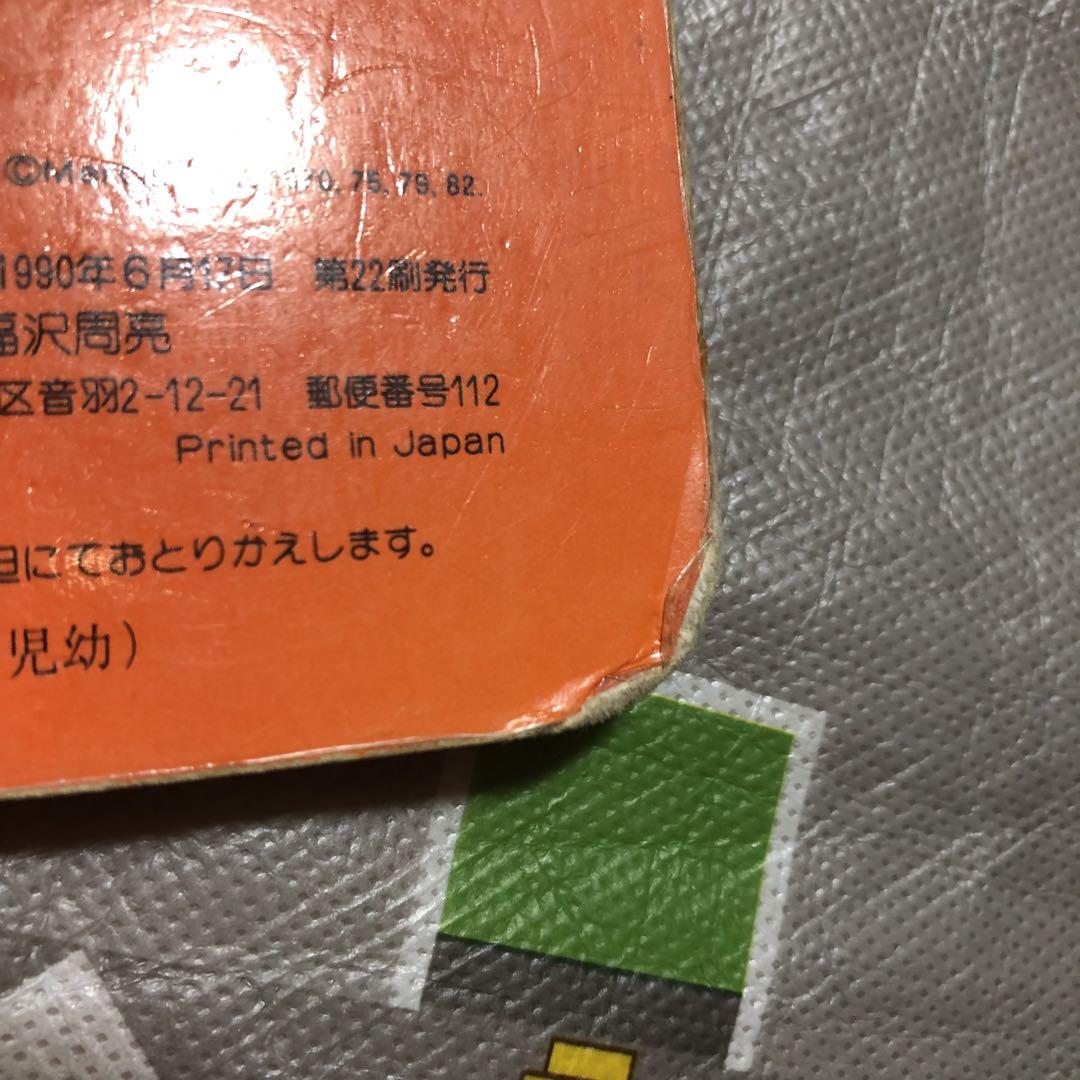 75, 79, 82.
1990年6月17日 第22刷発行
福沢周亮
区音羽2-12-21 郵便番号112
Printed in Japan
にておとりかえします。
児幼）